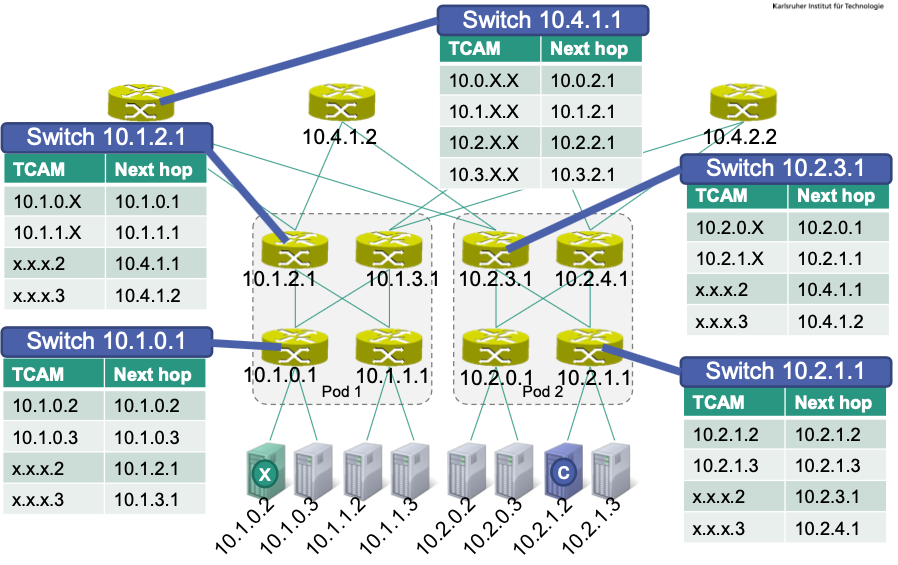 Karlsruher Institut für Technologie
Switch 10.4.1.1
TCAM Next hop
10.0.X.X 10.0.2.1
10.1.X.X 10.1.2.1
10.2.X.X 10.2.2.1
10.3.X.X 10.3.2.1
10.4.1.2
10.4.2.2
Switch 10.1.2.1
TCAM Next hop
10.1.0.X 10.1.0.1
10.1.1.X 10.1.1.1
x.x.x.2 10.4.1.1
x.x.x.3 10.4.1.2
Switch 10.2.3.1
TCAM Next hop
10.2.0.X 10.2.0.1
10.2.1.X 10.2.1.1
x.x.x.2 10.4.1.1
x.x.x.3 10.4.1.2
10.1.2.1
10.1.3.1
10.2.3.1
10.2.4.1
Switch 10.1.0.1
TCAM Next hop
10.1.0.2 10.1.0.2
10.1.0.3 10.1.0.3
x.x.x.2 10.1.2.1
x.x.x.3 10.1.3.1
10.1.0.1
10.1.1.1
10.2.0.1
10.2.1.1
Pod 1
Pod 2
Switch 10.2.1.1
TCAM Next hop
10.2.1.2 10.2.1.2
10.2.1.3 10.2.1.3
x.x.x.2 10.2.3.1
x.x.x.3 10.2.4.1
X
C
10.1.0.2
10.1.0.3
10.1.1.2
10.1.1.3
10.2.0.2
10.2.0.3
10.2.1.2
10.2.1.3